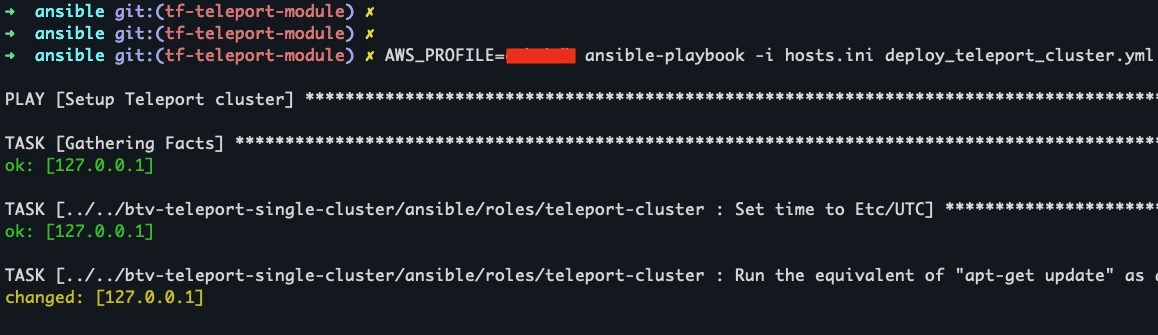 ➜ ansible git:(tf-teleport-module) ✗
➜ ansible git:(tf-teleport-module) ✗
➜ ansible git:(tf-teleport-module) ✗ AWS_PROFILE= ansible-playbook -i hosts.ini deploy_teleport_cluster.yml
PLAY [Setup Teleport cluster] *************************************************************************************
TASK [Gathering Facts] ********************************************************************************************
ok: [127.0.0.1]
TASK [../../btv-teleport-single-cluster/ansible/roles/teleport-cluster : Set time to Etc/UTC] **********************
ok: [127.0.0.1]
TASK [../../btv-teleport-single-cluster/ansible/roles/teleport-cluster : Run the equivalent of "apt-get update" as
changed: [127.0.0.1]